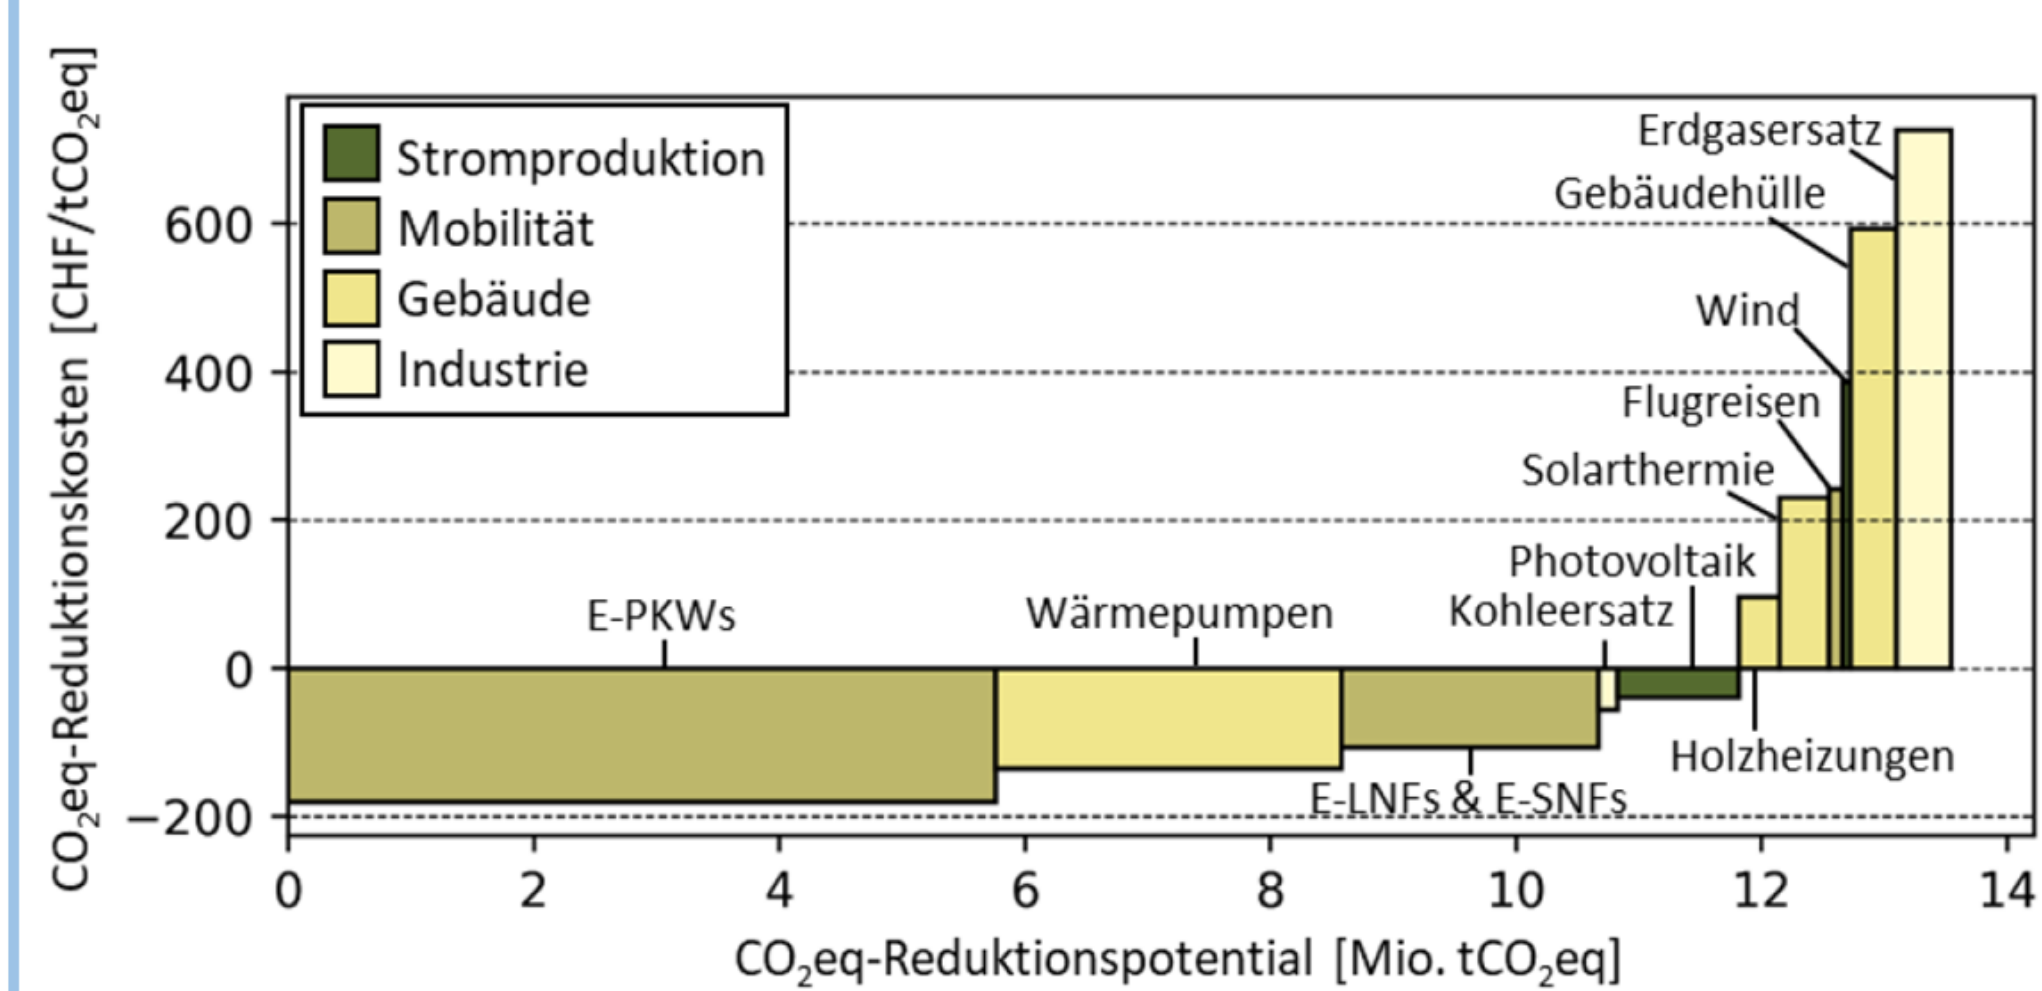 CO₂eq-Reduktionskosten [CHF/tCO₂eq]
Stromproduktion
Mobilität
Gebäude
Industrie
600
400
200
0
−200
Erdgasersatz
Gebäudehülle
Wind
Flugreisen
Solarthermie
Photovoltaik
Kohleersatz
E-PKWs
Wärmepumpen
Holzheizungen
E-LNFs & E-SNFs
0 2 4 6 8 10 12 14
CO₂eq-Reduktionspotential [Mio. tCO₂eq]